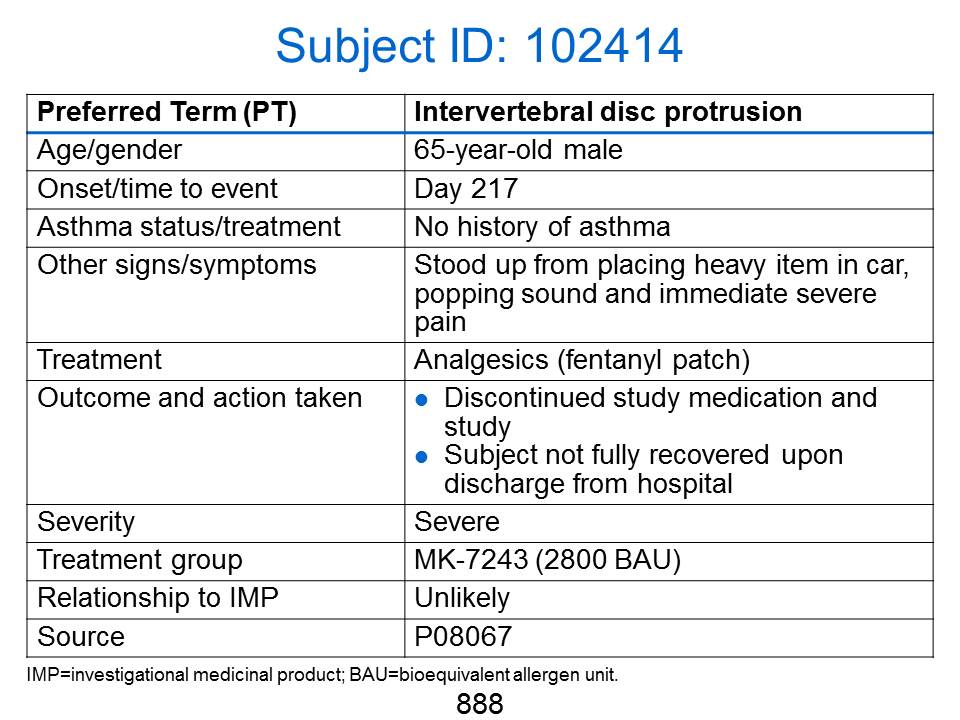 Subject ID: 102414
Preferred Term (PT) Intervertebral disc protrusion
Age/gender 65-year-old male
Onset/time to event Day 217
Asthma status/treatment No history of asthma
Other signs/symptoms Stood up from placing heavy item in car,
popping sound and immediate severe
pain
Treatment Analgesics (fentanyl patch)
Outcome and action taken ● Discontinued study medication and
study
● Subject not fully recovered upon
discharge from hospital
Severity Severe
Treatment group MK-7243 (2800 BAU)
Relationship to IMP Unlikely
Source P08067
IMP=investigational medicinal product; BAU=bioequivalent allergen unit.
888